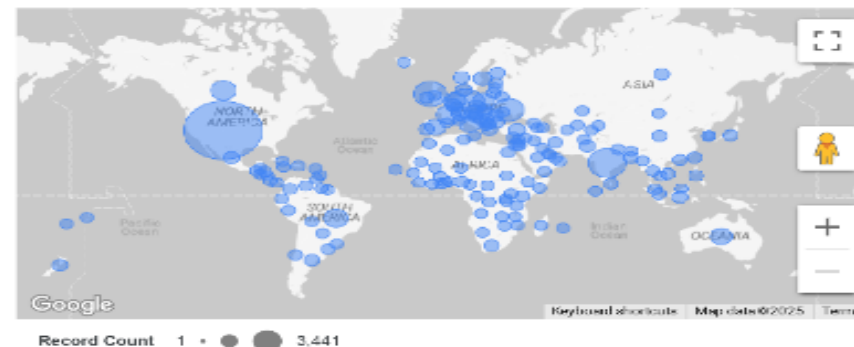 ASIA
NORTH
AMERICA
Atlantic
Ocean
AFRICA
SOUTH
AMERICA
Pacific
Ocean
Indian
Ocean
OCEANIA
Google
Keyboard shortcuts Map data ©2025 Term
Record Count 1 3,441